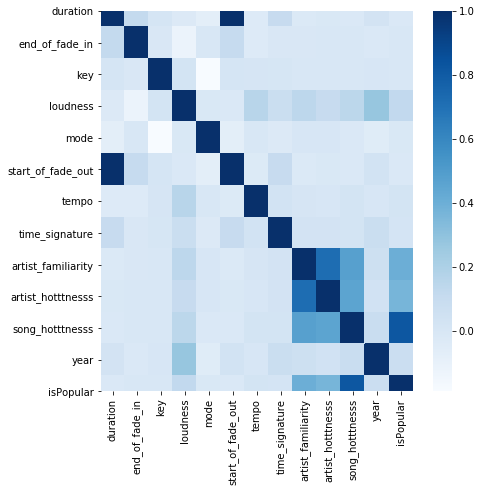 duration
end_of_fade_in
key
loudness
mode
start_of_fade_out
tempo
time_signature
artist_familiarity
artist_hotttnesss
song_hotttnesss
year
isPopular
duration
end_of_fade_in
key
loudness
mode
start_of_fade_out
tempo
time_signature
artist_familiarity
artist_hotttnesss
song_hotttnesss
year
isPopular
1.0
0.8
0.6
0.4
0.2
0.0